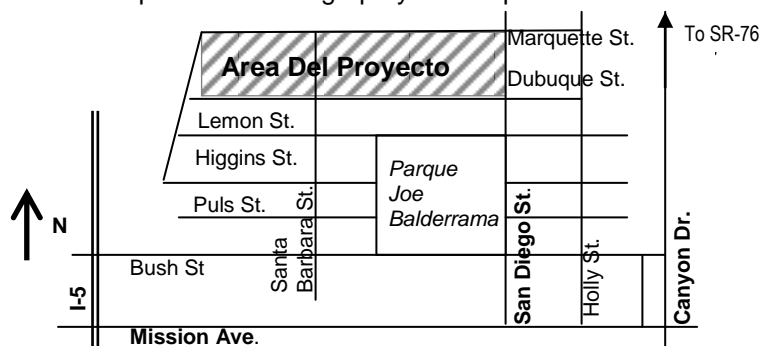 Marquette St.
To SR-76
Area Del Proyecto
Dubuque St.
Lemon St.
Higgins St.
Parque
Joe
Balderrama
Puls St.
N
Santa
Barbara St.
San Diego St.
Holly St.
Canyon Dr.
Bush St
I-5
Mission Ave.